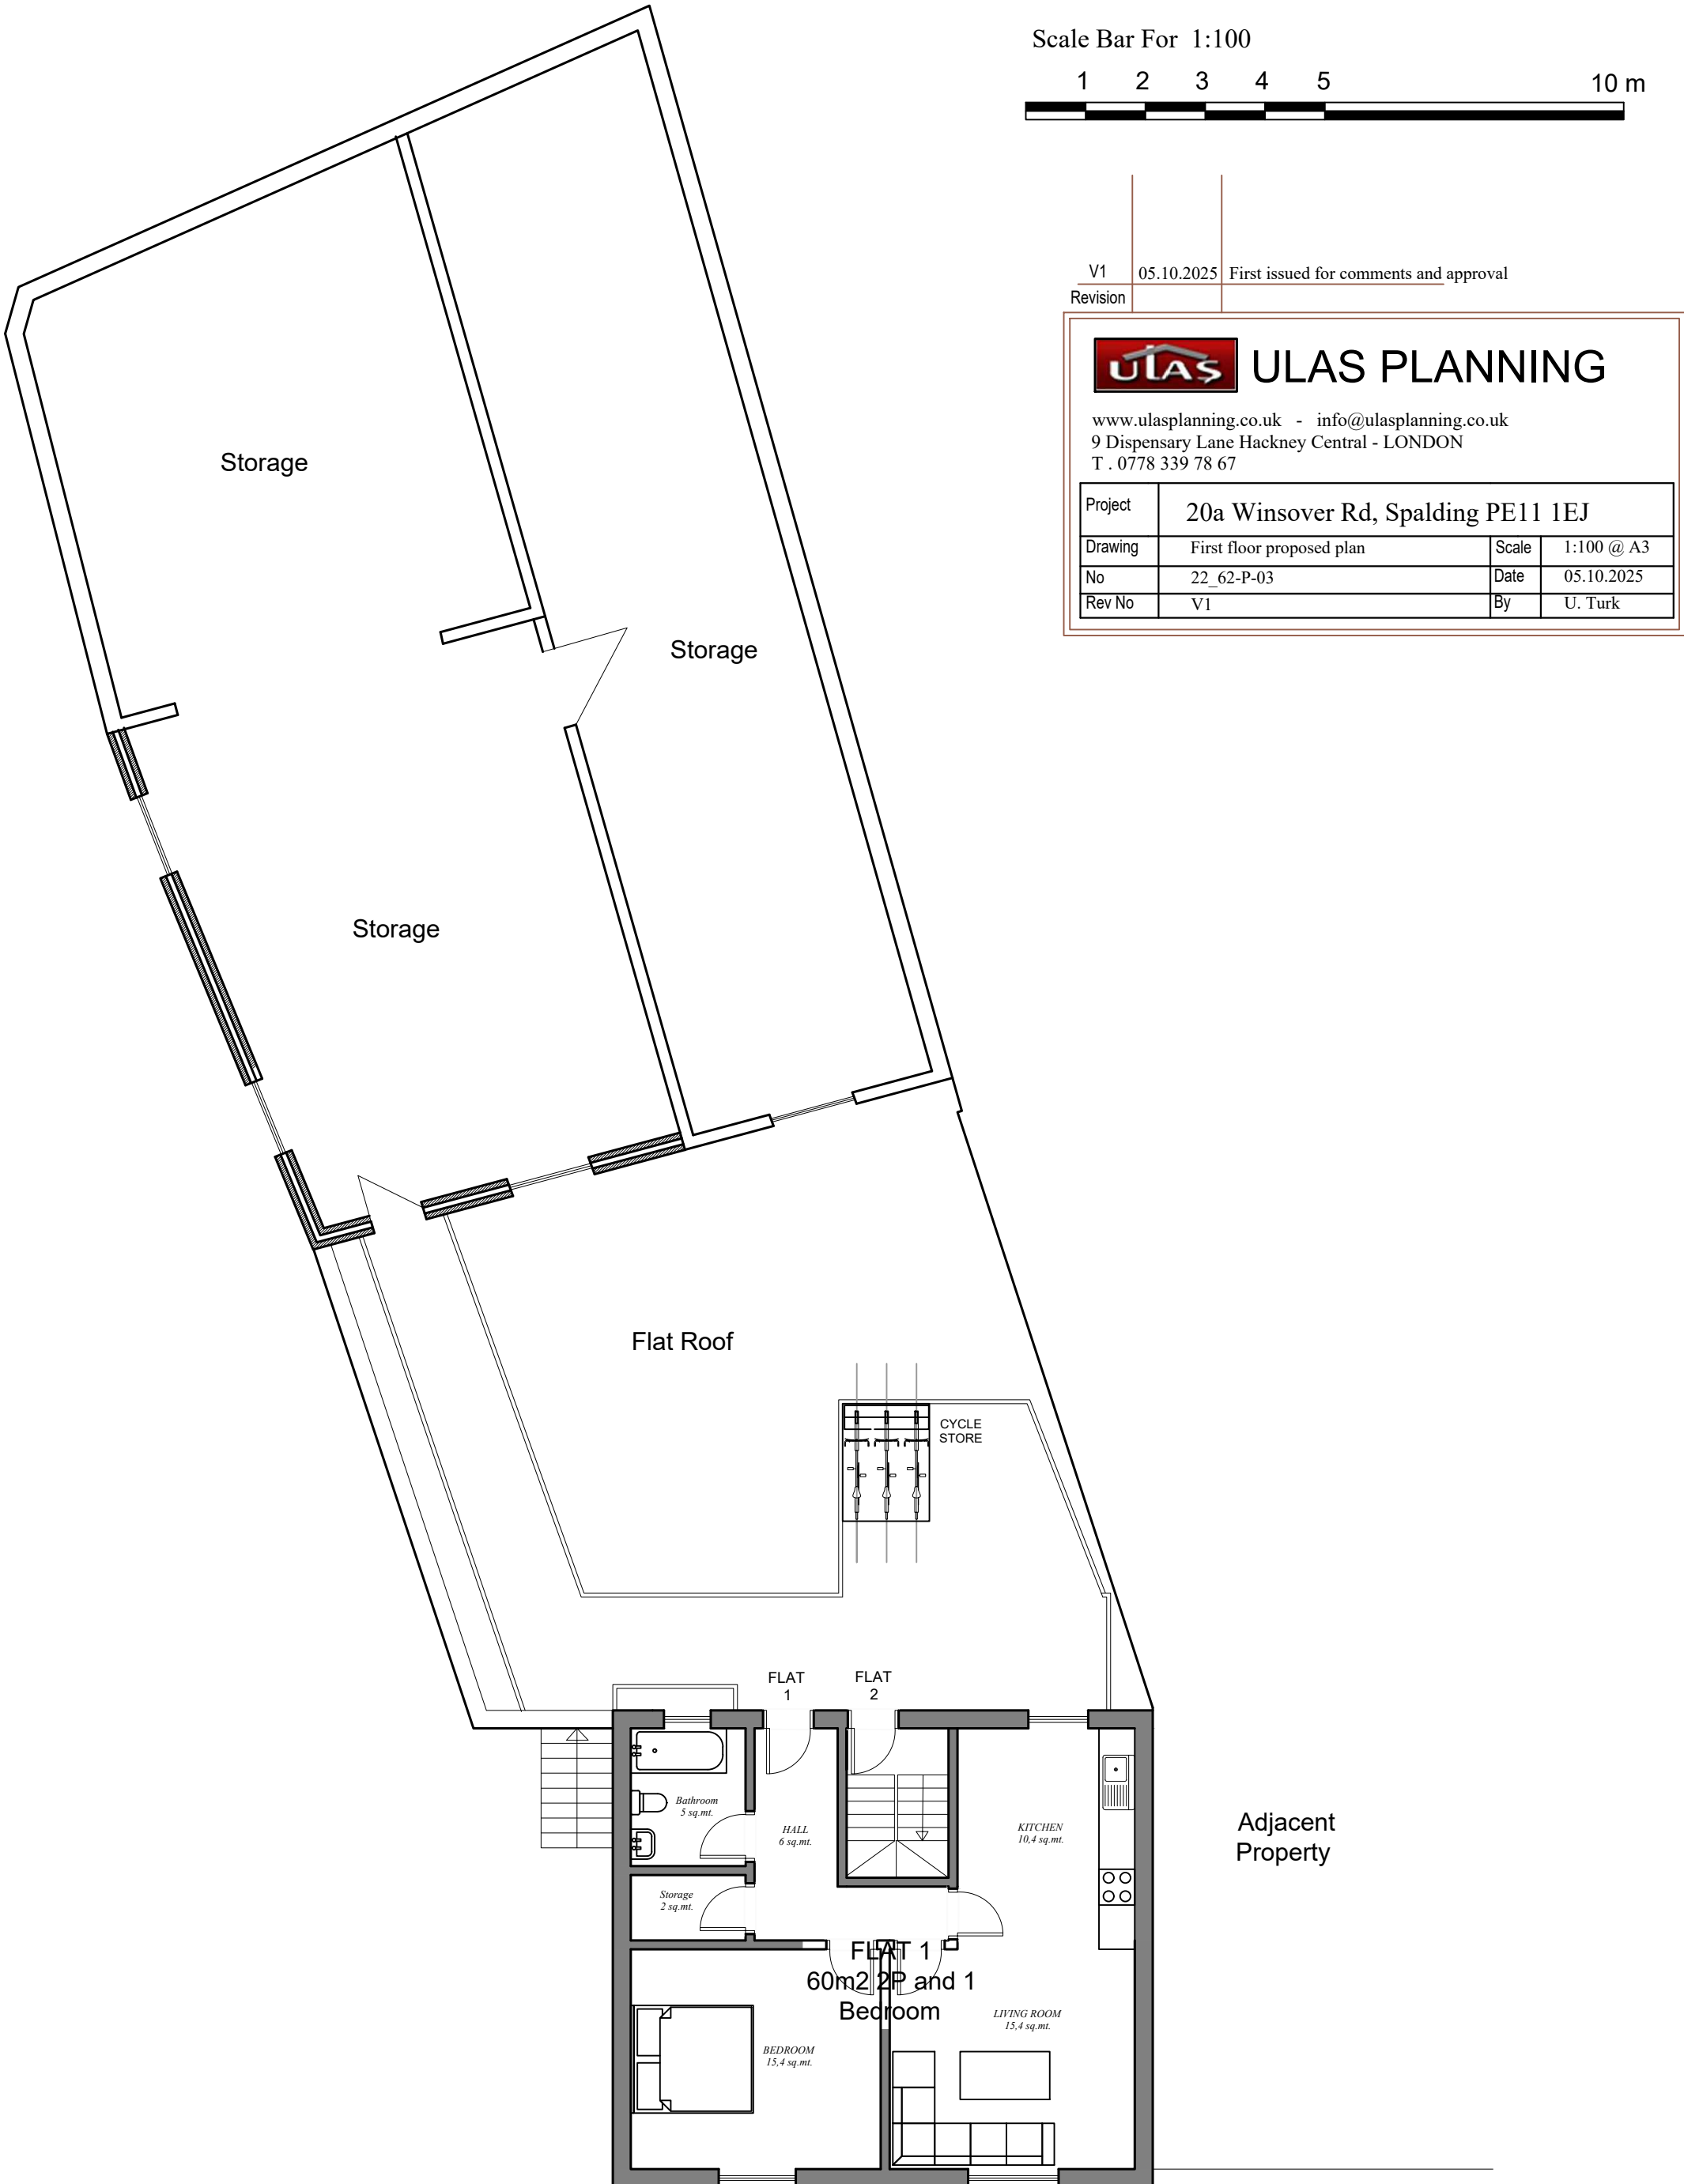 Scale Bar For 1:100
1 2 3 4 5 10 m
V1 05.10.2025 First issued for comments and approval
Revision
ULAŞ ULAS PLANNING
www.ulasplanning.co.uk - info@ulasplanning.co.uk
9 Dispensary Lane Hackney Central - LONDON
T . 0778 339 78 67
Project 20a Winsover Rd, Spalding PE11 1EJ
Drawing First floor proposed plan Scale 1:100 @ A3
No 22_62-P-03 Date 05.10.2025
Rev No V1 By U. Turk
Storage
Storage
Storage
Flat Roof
CYCLE
STORE
FLAT
1
FLAT
2
Bathroom
5 sq.mt.
HALL
6 sq.mt.
KITCHEN
10,4 sq.mt.
Adjacent
Property
Storage
2 sq.mt.
FLAT 1
60m2 2P and 1
Bedroom
LIVING ROOM
15,4 sq.mt.
BEDROOM
15,4 sq.mt.